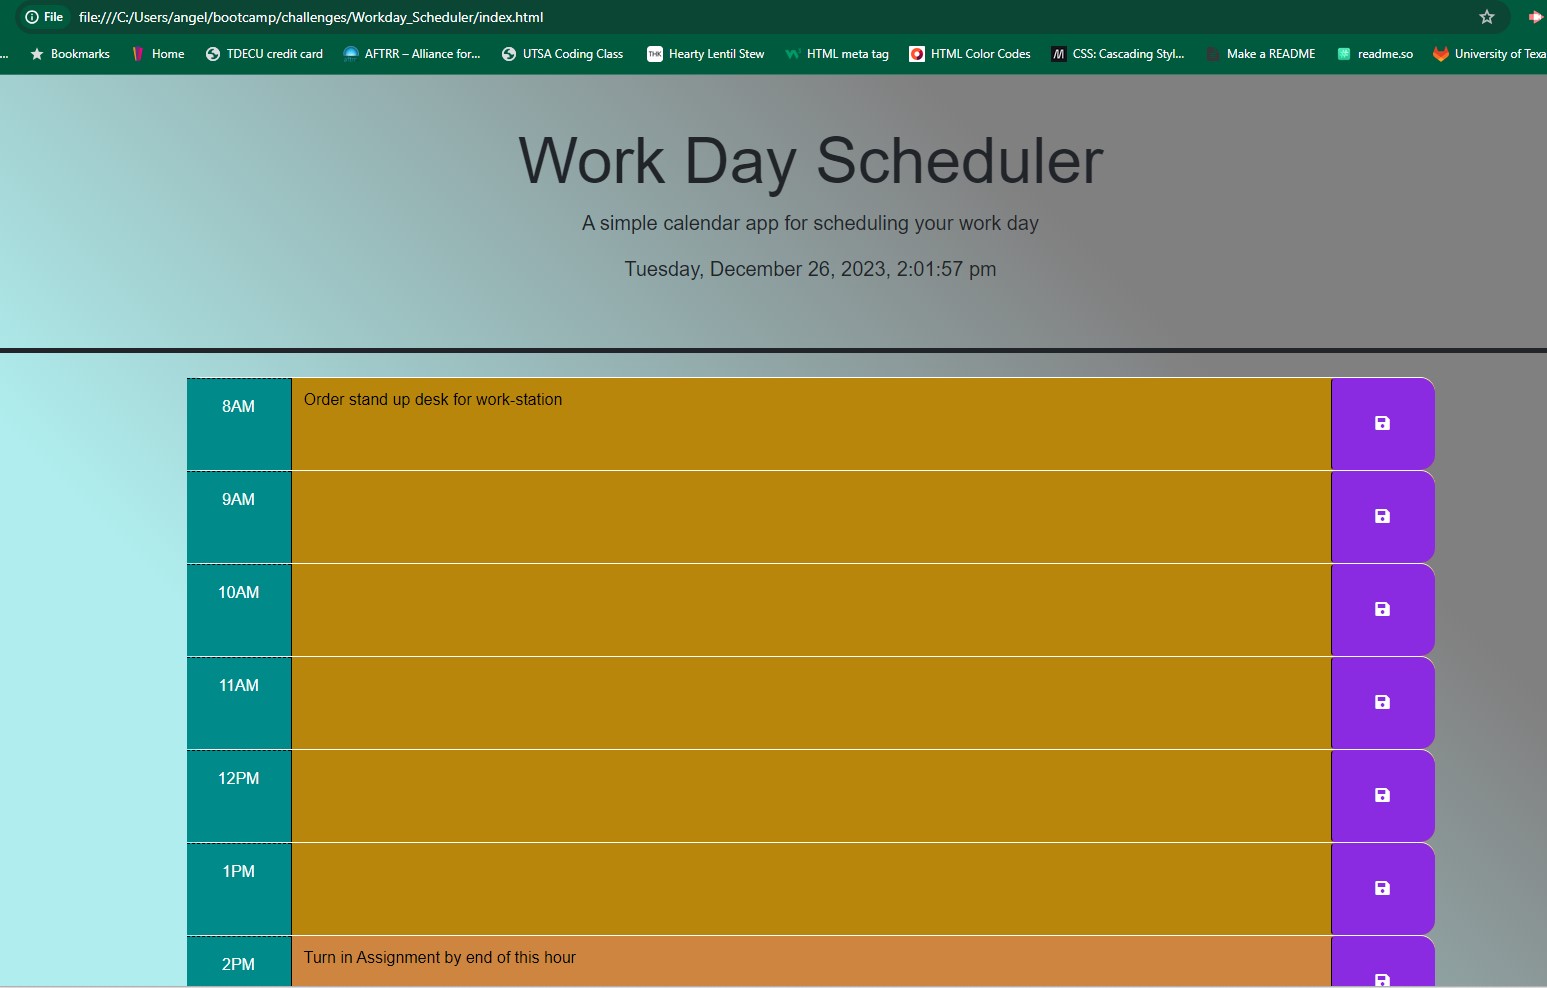 File file:///C:/Users/angel/bootcamp/challenges/Workday_Scheduler/index.html
... Bookmarks Home TDECU credit card AFTRR – Alliance for... UTSA Coding Class THK Hearty Lentil Stew HTML meta tag HTML Color Codes CSS: Cascading Styl... Make a README readme.so University of Texa
Work Day Scheduler
A simple calendar app for scheduling your work day
Tuesday, December 26, 2023, 2:01:57 pm
8AM Order stand up desk for work-station
9AM
10AM
11AM
12PM
1PM
2PM Turn in Assignment by end of this hour